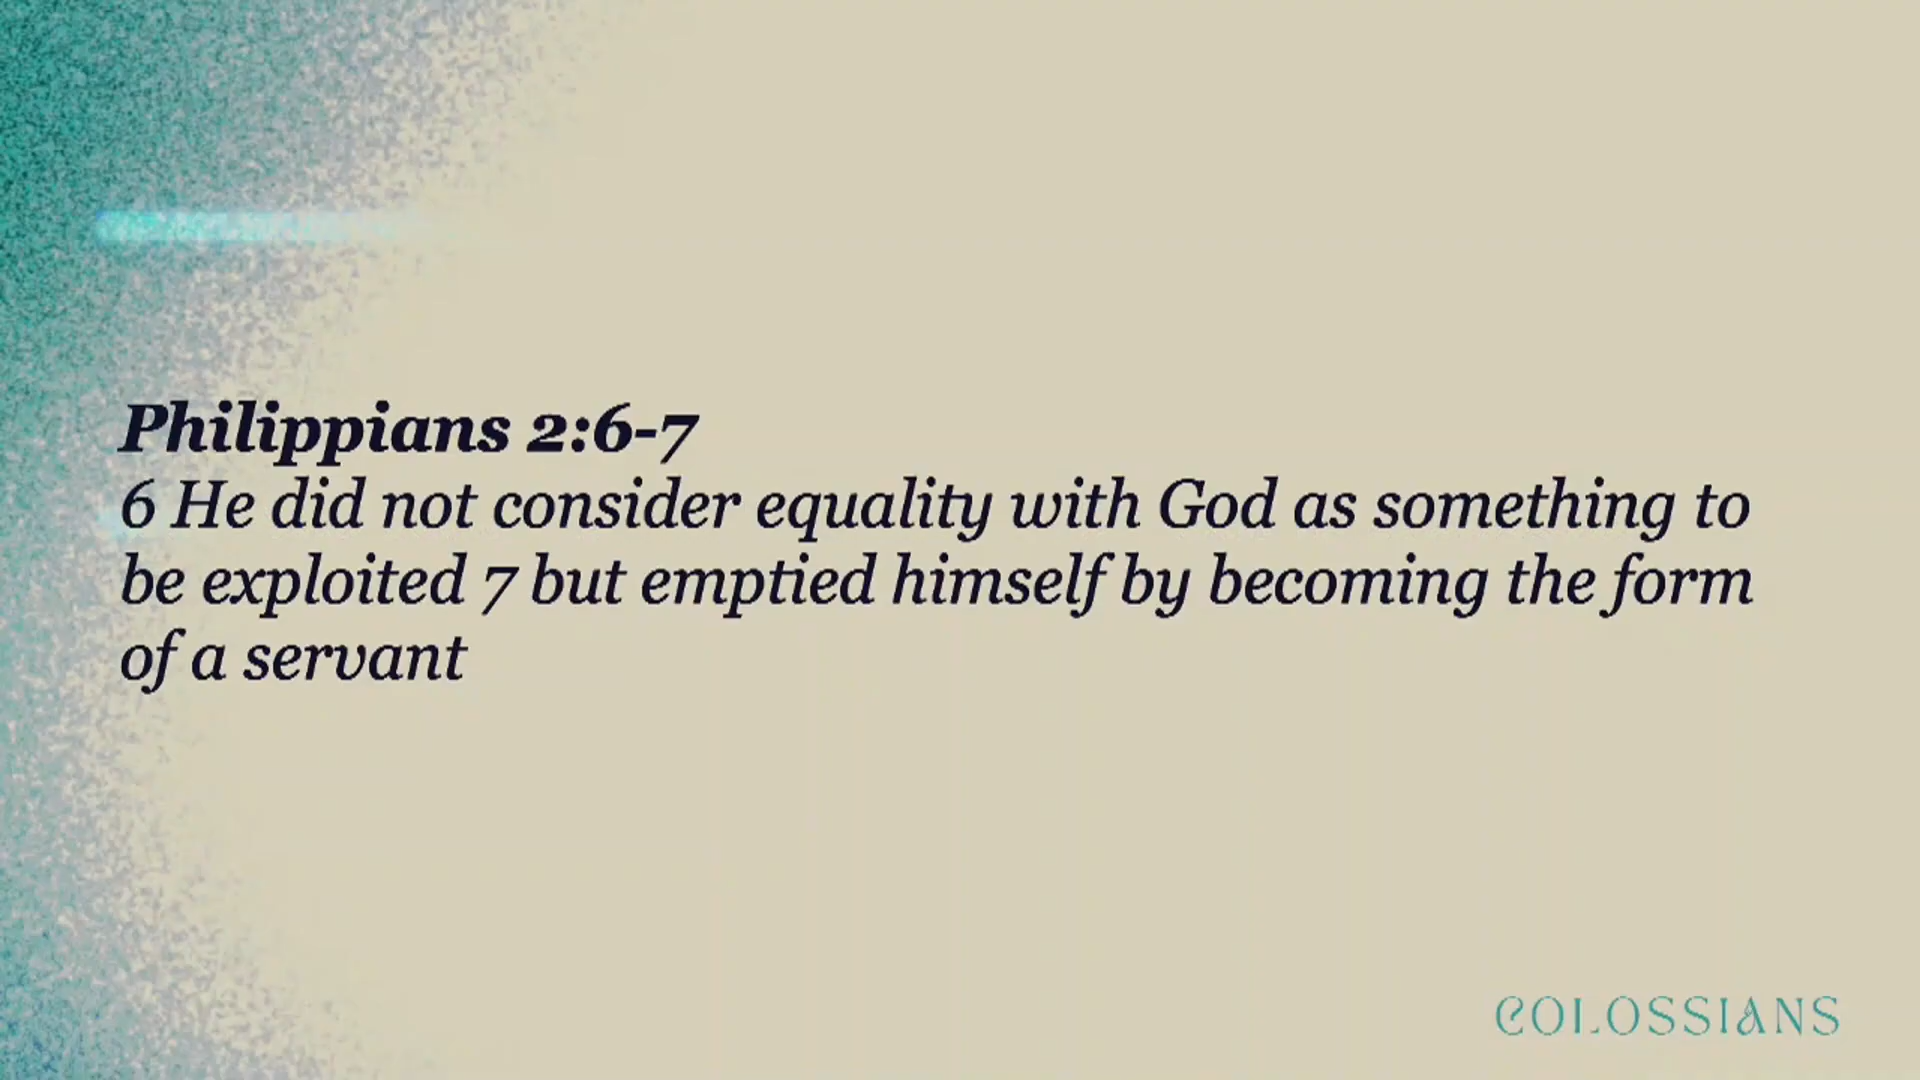 Philippians 2:6-7
6 He did not consider equality with God as something to
be exploited 7 but emptied himself by becoming the form
of a servant
COLOSSIANS